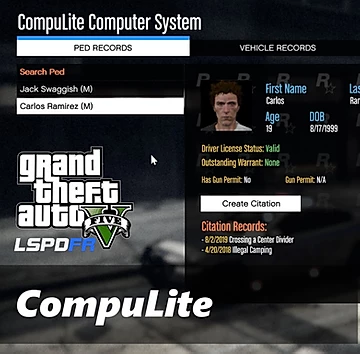 CompuLite Computer System
PED RECORDS
VEHICLE RECORDS
Search Ped
Jack Swaggish (M)
Carlos Ramirez (M)
First Name
Carlos
Age
19
DOB
8/17/1999
Driver License Status: Valid
Outstanding Warrant: None
Has Gun Permit: No
Gun Permit: N/A
Create Citation
Citation Records:
- 8/2/2019 Crossing a Center Divider
- 4/20/2018 Illegal Camping
grand
theft
auto V
FIVE
LSPDFR
CompuLite